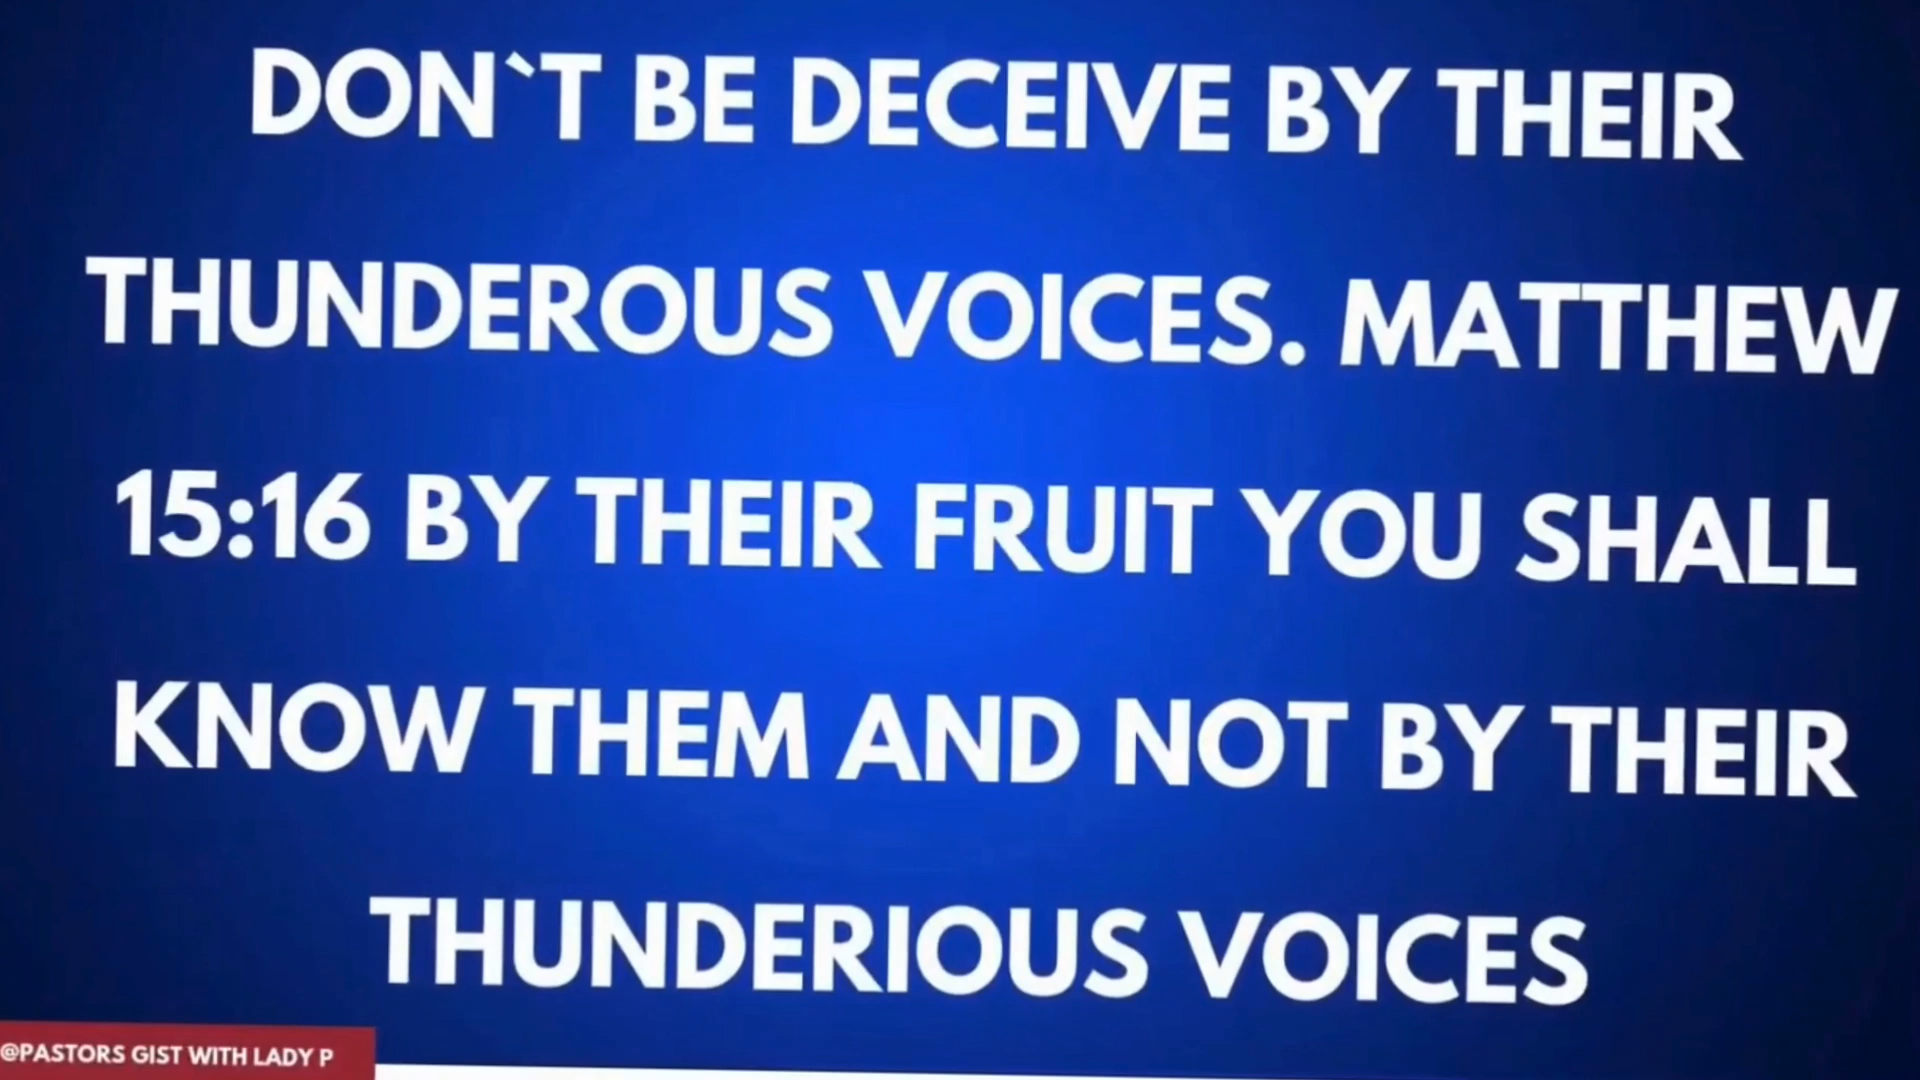 DON`T BE DECEIVE BY THEIR
THUNDEROUS VOICES. MATTHEW
15:16 BY THEIR FRUIT YOU SHALL
KNOW THEM AND NOT BY THEIR
THUNDERIOUS VOICES
@PASTORS GIST WITH LADY P